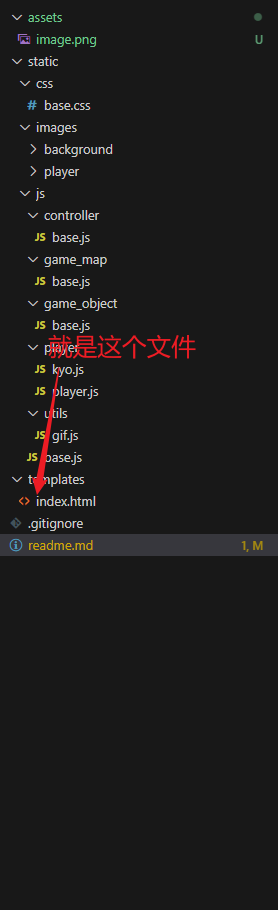 assets
image.png U
static
css
# base.css
images
background
player
js
controller
JS base.js
game_map
JS base.js
game_object
JS base.js
player
就是这个文件
JS kyo.js
JS player.js
utils
JS gif.js
JS base.js
templates
<> index.html
.gitignore
readme.md 1, M